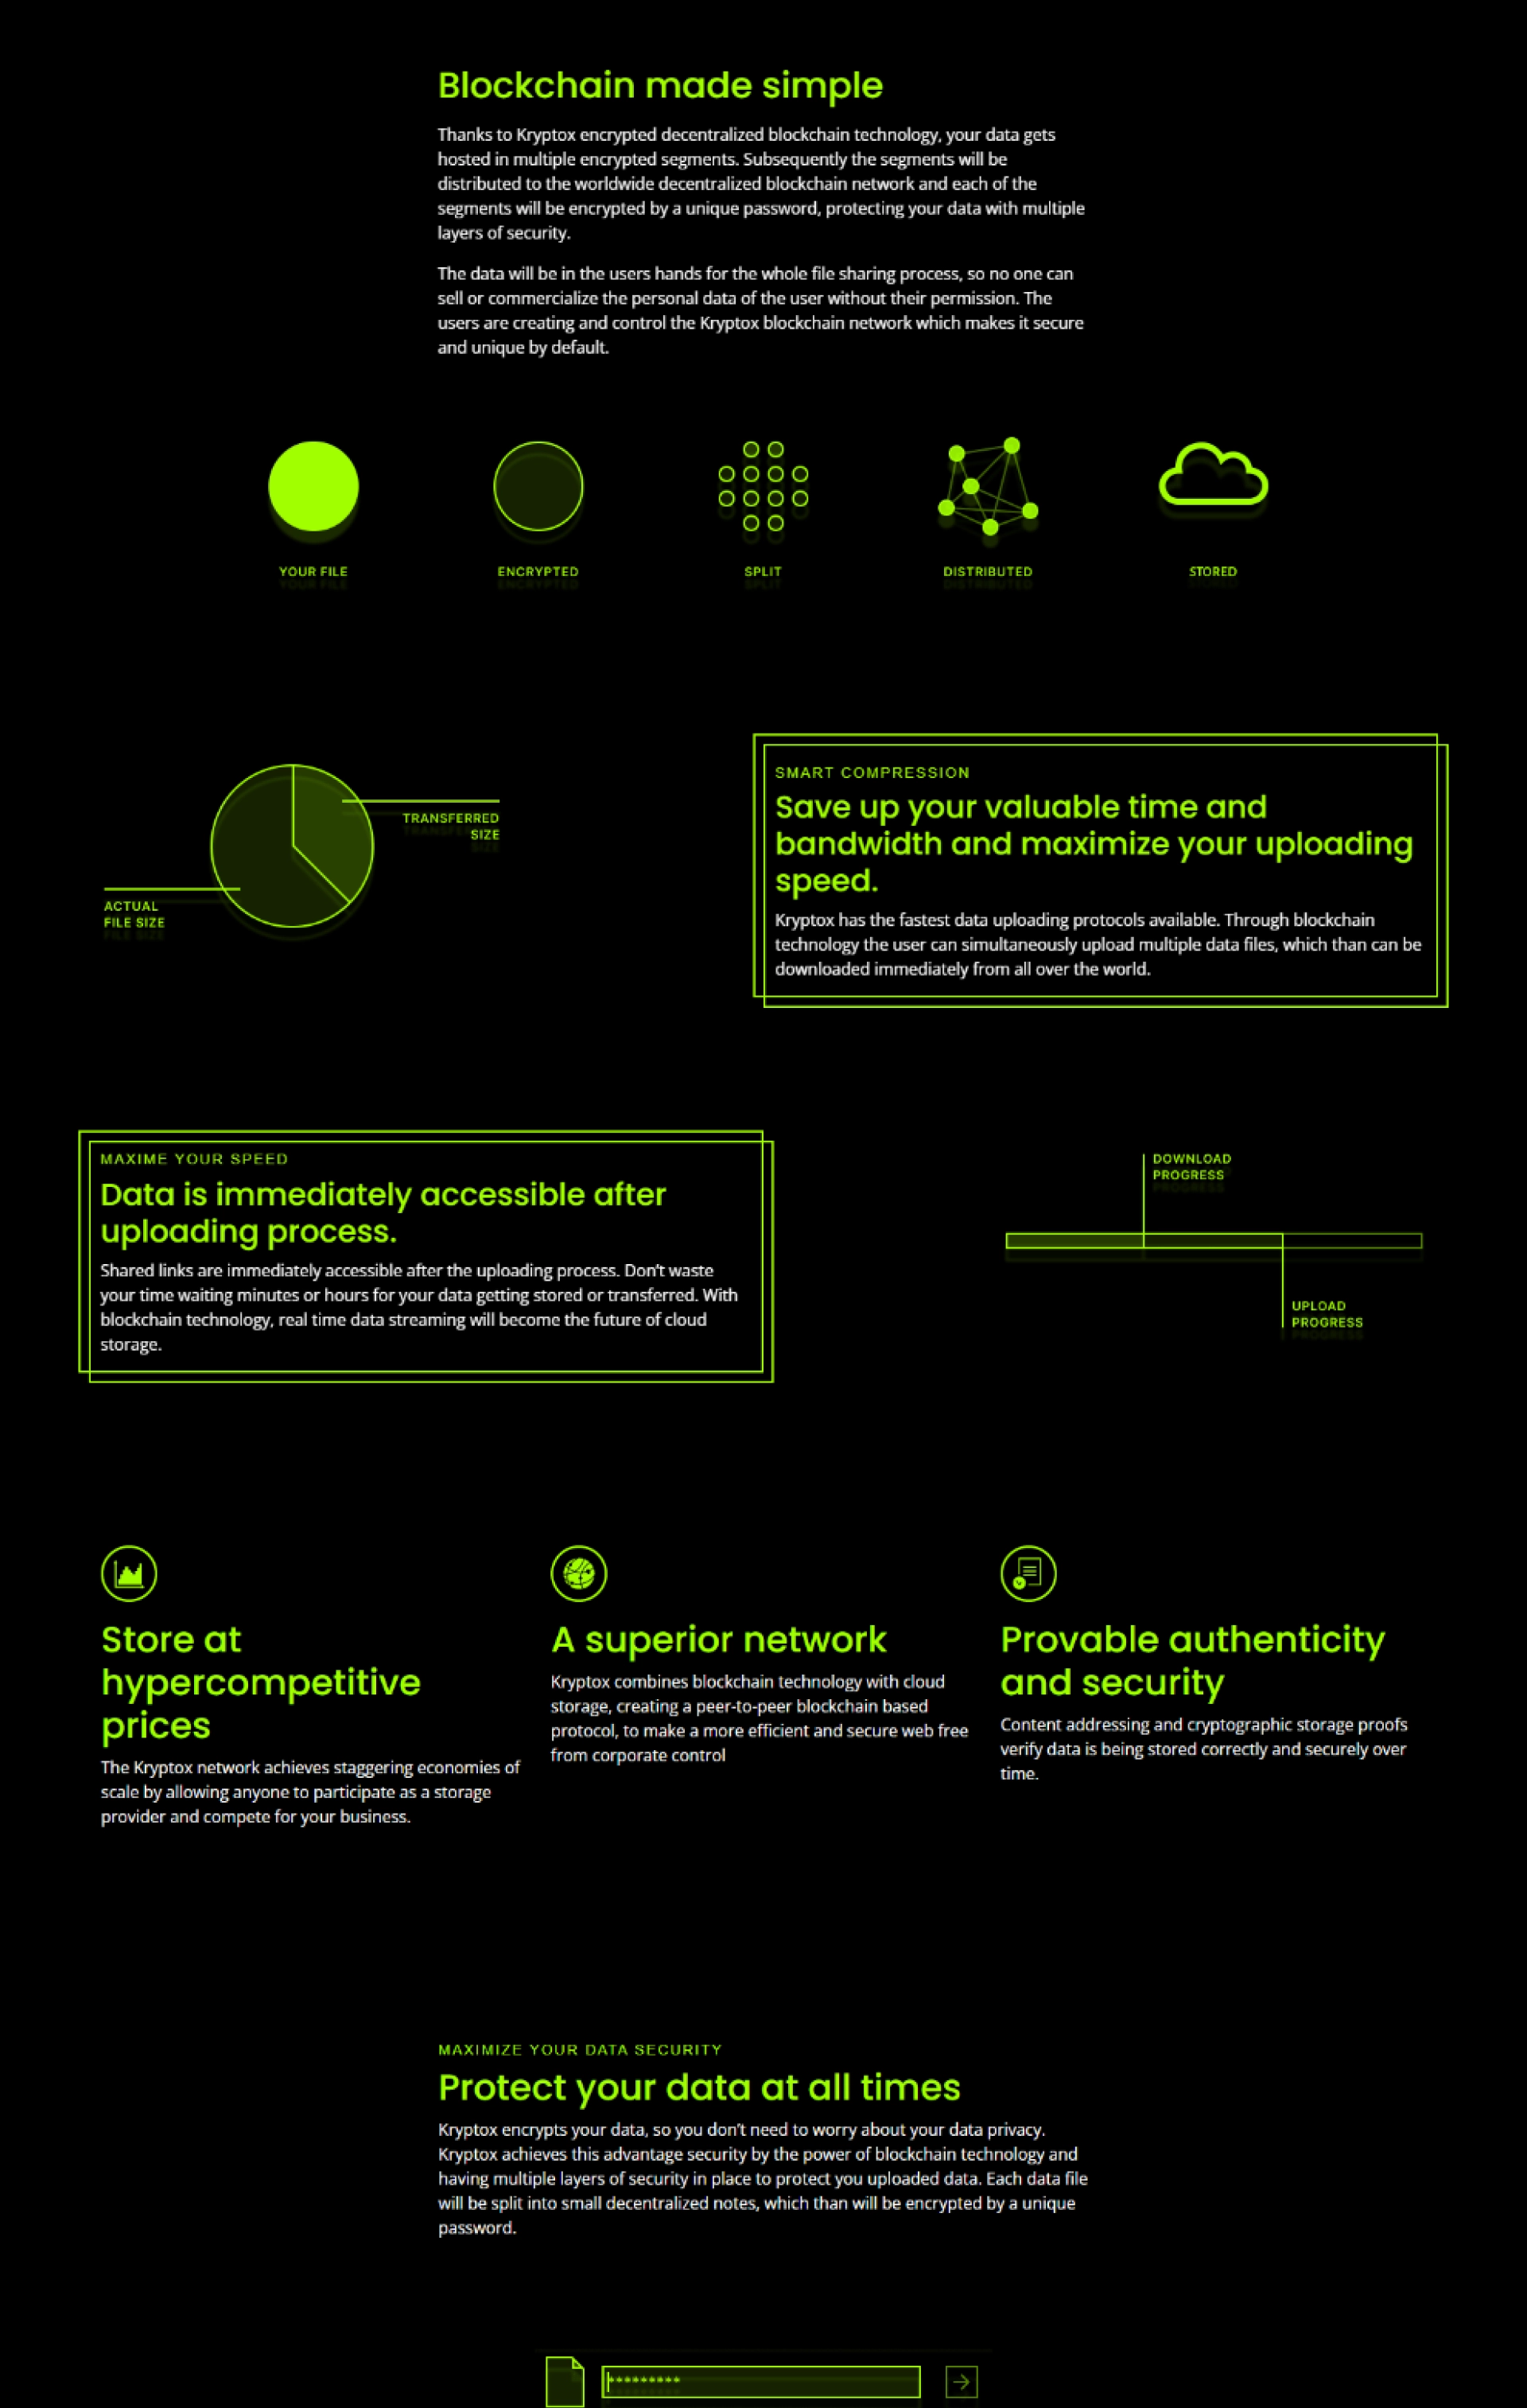 Blockchain made simple
Thanks to Kryptox encrypted decentralized blockchain technology, your data gets
hosted in multiple encrypted segments. Subsequently the segments will be
distributed to the worldwide decentralized blockchain network and each of the
segments will be encrypted by a unique password, protecting your data with multiple
layers of security.
The data will be in the users hands for the whole file sharing process, so no one can
sell or commercialize the personal data of the user without their permission. The
users are creating and control the Kryptox blockchain network which makes it secure
and unique by default.
YOUR FILE
ENCRYPTED
SPLIT
DISTRIBUTED
STORED
TRANSFERRED
SIZE
ACTUAL
FILE SIZE
SMART COMPRESSION
Save up your valuable time and
bandwidth and maximize your uploading
speed.
Kryptox has the fastest data uploading protocols available. Through blockchain
technology the user can simultaneously upload multiple data files, which than can be
downloaded immediately from all over the world.
MAXIME YOUR SPEED
Data is immediately accessible after
uploading process.
Shared links are immediately accessible after the uploading process. Don't waste
your time waiting minutes or hours for your data getting stored or transferred. With
blockchain technology, real time data streaming will become the future of cloud
storage.
DOWNLOAD
PROGRESS
UPLOAD
PROGRESS
Store at
hypercompetitive
prices
The Kryptox network achieves staggering economies of
scale by allowing anyone to participate as a storage
provider and compete for your business.
A superior network
Kryptox combines blockchain technology with cloud
storage, creating a peer-to-peer blockchain based
protocol, to make a more efficient and secure web free
from corporate control
Provable authenticity
and security
Content addressing and cryptographic storage proofs
verify data is being stored correctly and securely over
time.
MAXIMIZE YOUR DATA SECURITY
Protect your data at all times
Kryptox encrypts your data, so you don't need to worry about your data privacy.
Kryptox achieves this advantage security by the power of blockchain technology and
having multiple layers of security in place to protect you uploaded data. Each data file
will be split into small decentralized notes, which than will be encrypted by a unique
password.
*********